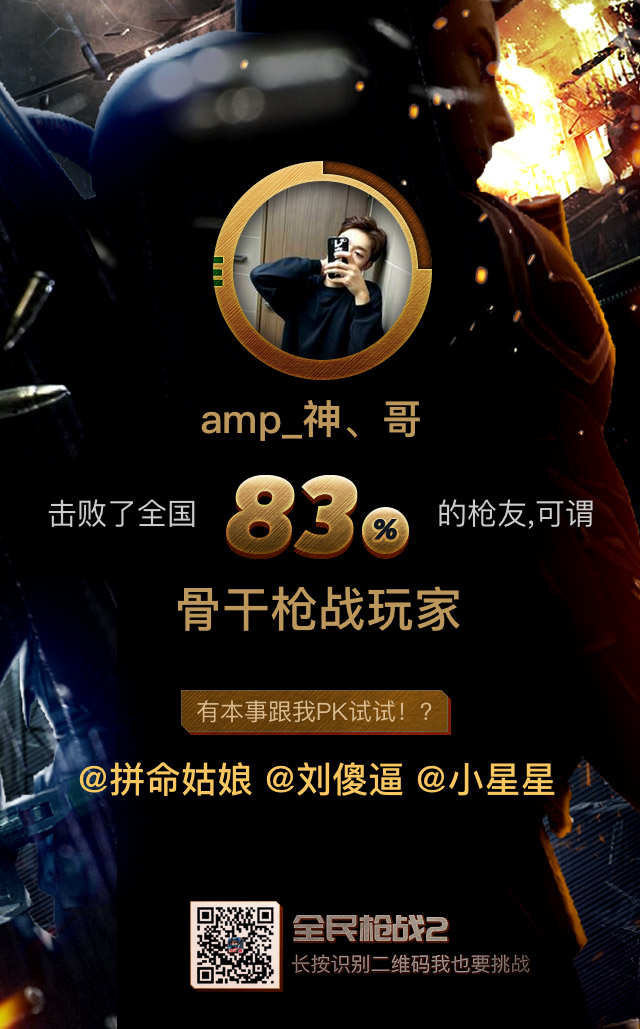 amp_神、哥
击败了全国 83% 的枪友,可谓
骨干枪战玩家
有本事跟我PK试试！？
@拼命姑娘 @刘傻逼 @小星星
全民枪战2
长按识别二维码我也要挑战